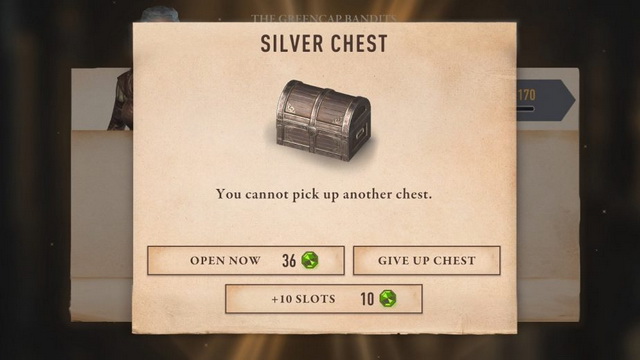 THE GREENCAP BANDITS
SILVER CHEST
170
You cannot pick up another chest.
OPEN NOW 36
GIVE UP CHEST
+10 SLOTS 10